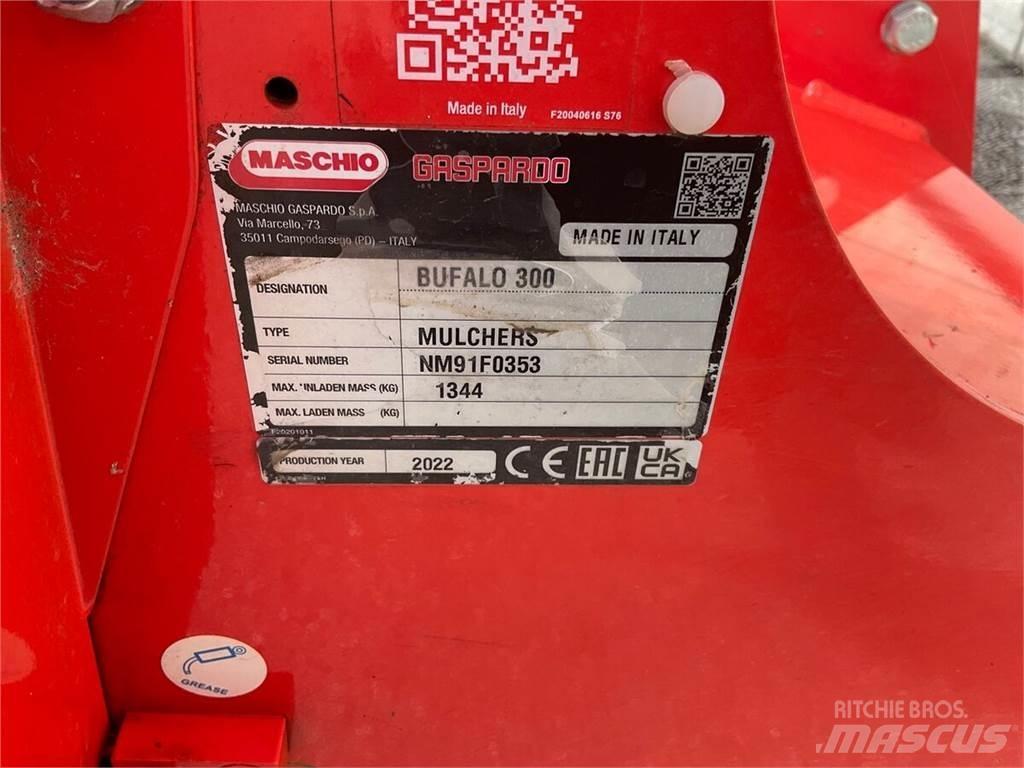 Made in Italy
F20040616 S76
MASCHIO
GASPARDO
MASCHIO GASPARDO S.p.A.
Via Marcello, 73
35011 Campodarsego (PD) – ITALY
MADE IN ITALY
DESIGNATION BUFALO 300
TYPE MULCHERS
SERIAL NUMBER NM91F0353
MAX. UNLADEN MASS (KG) 1344
MAX. LADEN MASS (KG)
F20201011
PRODUCTION YEAR 2022 CE EAC UK
CA
GREASE
RITCHIE BROS.
MASCUS